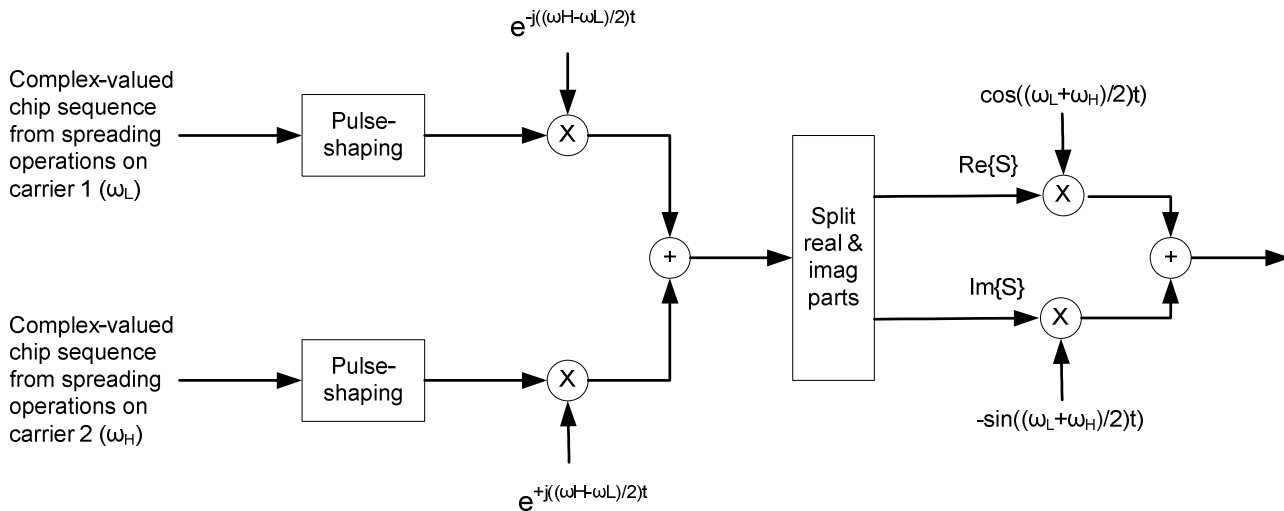 e-j((ωH-ωL)/2)t
Complex-valued
chip sequence
from spreading
operations on
carrier 1 (ωL)
Pulse-
shaping
X
cos((ωL+ωH)/2)t)
Re{S}
X
Split
real &
imag
parts
+
+
Im{S}
X
-sin((ωL+ωH)/2)t)
Complex-valued
chip sequence
from spreading
operations on
carrier 2 (ωH)
Pulse-
shaping
X
e+j((ωH-ωL)/2)t